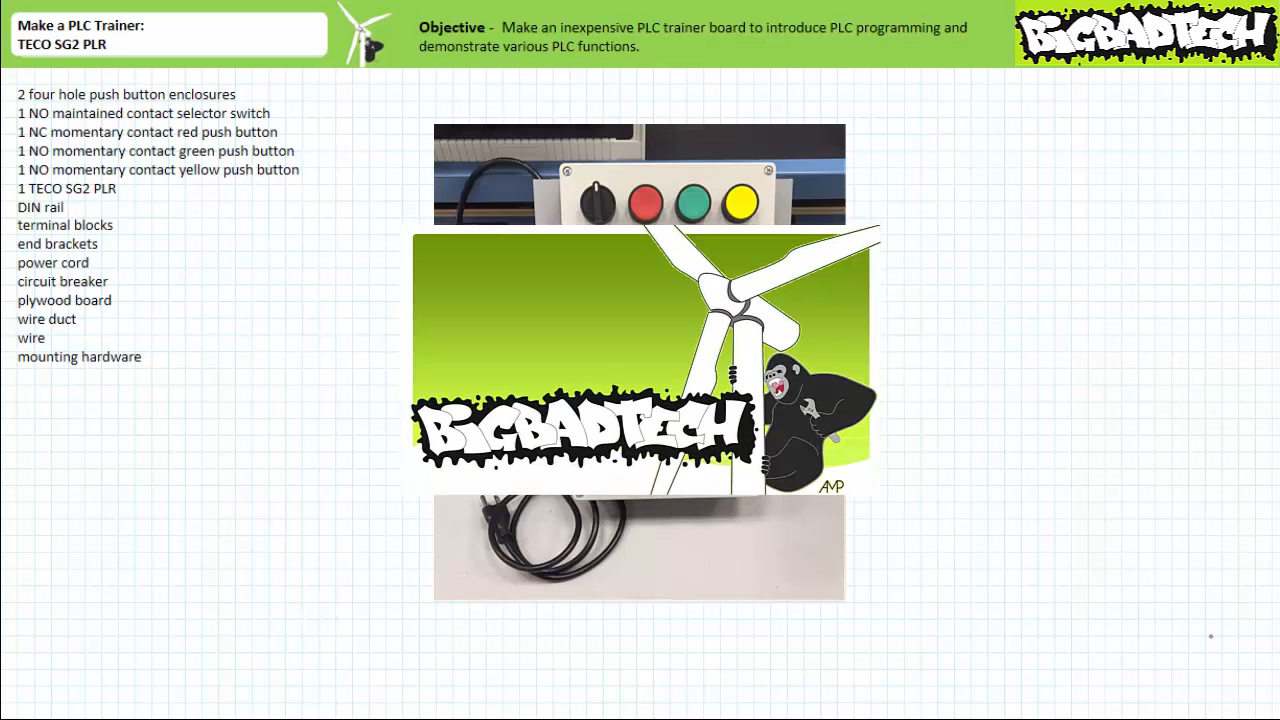 Make a PLC Trainer:
TECO SG2 PLR
Objective - Make an inexpensive PLC trainer board to introduce PLC programming and
demonstrate various PLC functions.
BIGBADTECH
2 four hole push button enclosures
1 NO maintained contact selector switch
1 NC momentary contact red push button
1 NO momentary contact green push button
1 NO momentary contact yellow push button
1 TECO SG2 PLR
DIN rail
terminal blocks
end brackets
power cord
circuit breaker
plywood board
wire duct
wire
mounting hardware
BIGBADTECH
AMP